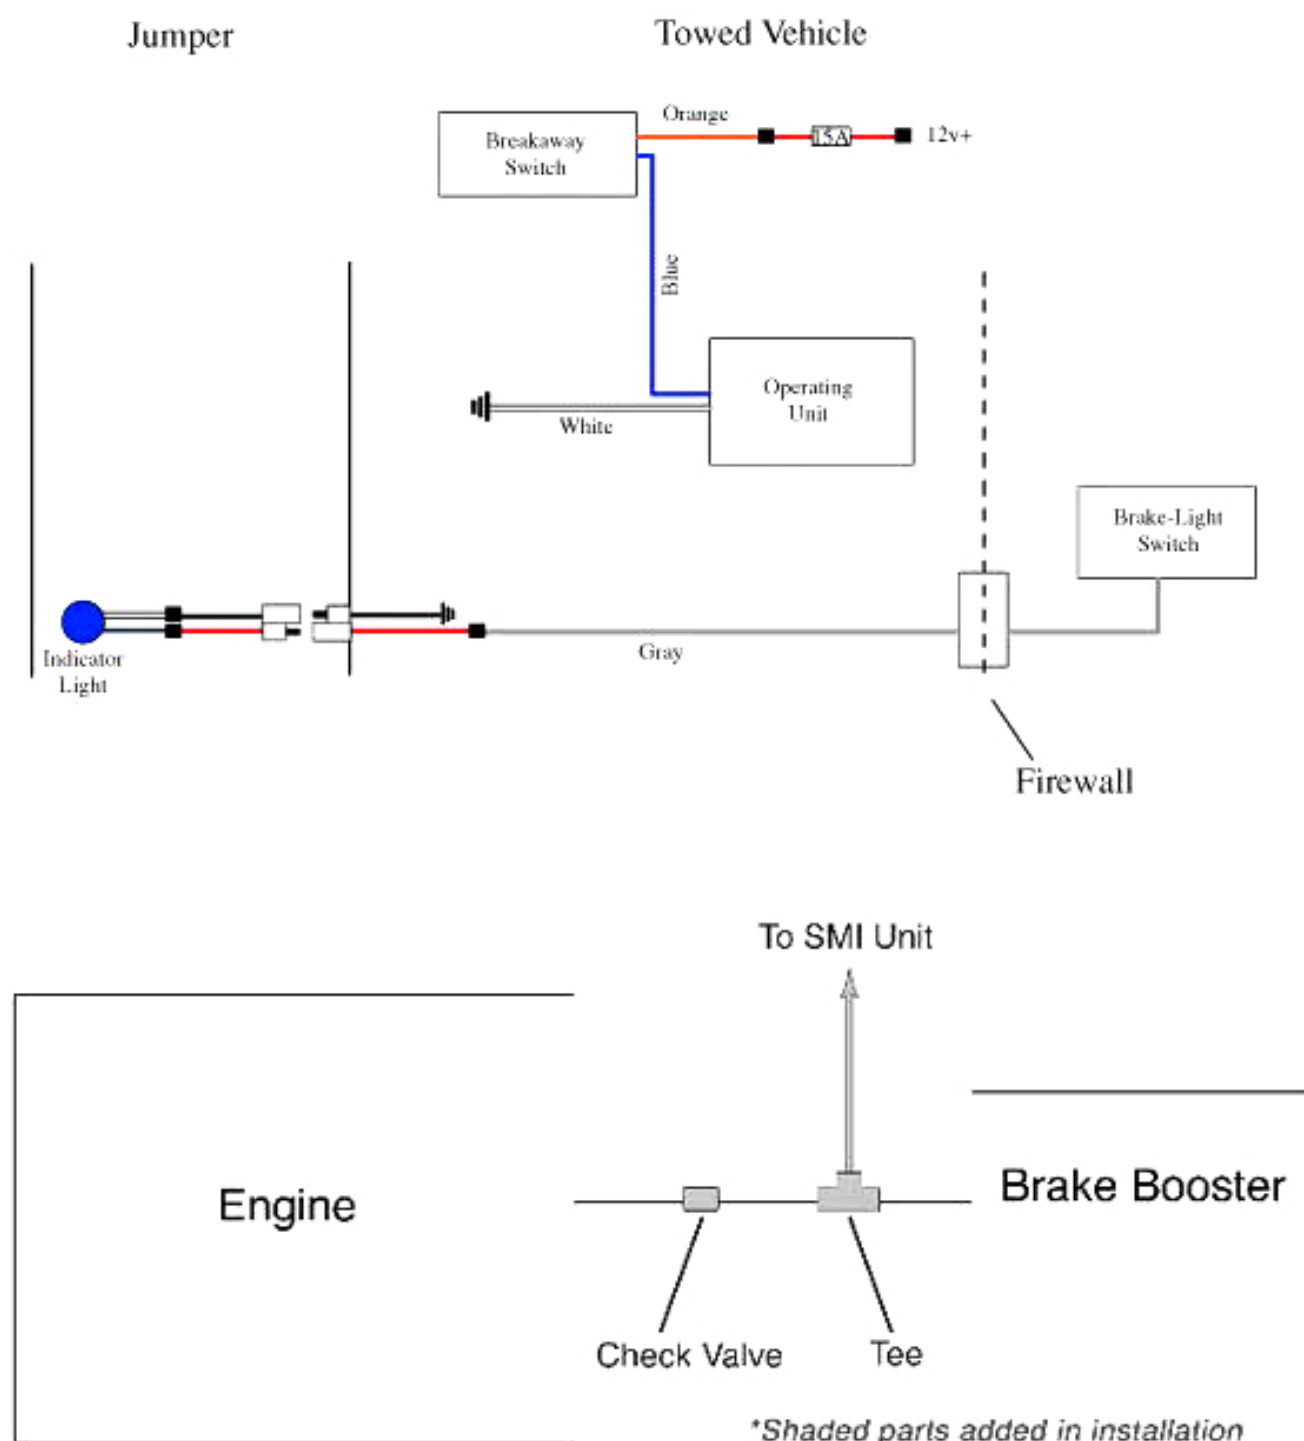 Jumper
Towed Vehicle
Orange
Breakaway
Switch
15A
12v+
Blue
Operating
Unit
White
Brake-Light
Switch
Indicator
Light
Gray
Firewall
To SMI Unit
Engine
Brake Booster
Check Valve
Tee
*Shaded parts added in installation